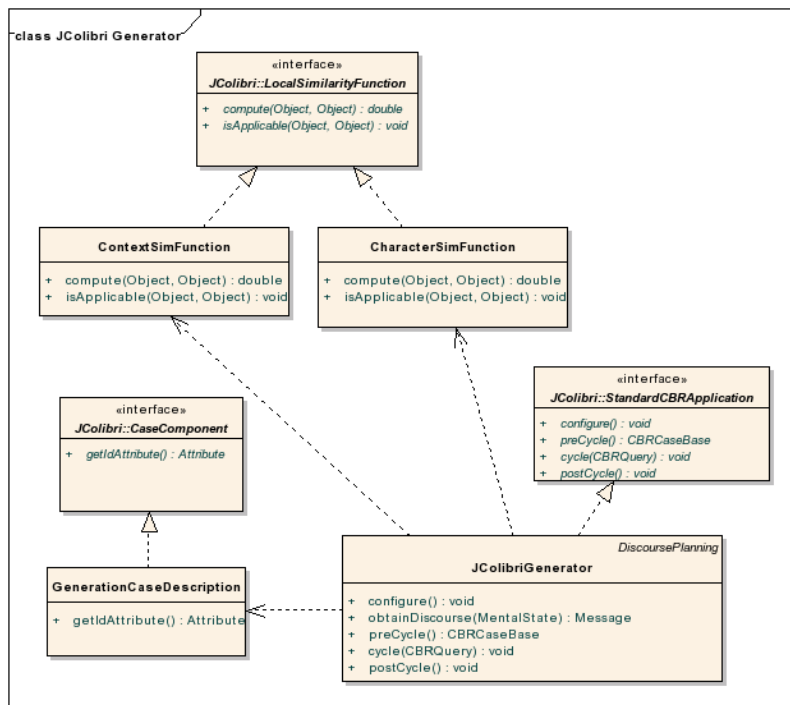 class JColibri Generator
«interface»
JColibri::LocalSimilarityFunction
+ compute(Object, Object) : double
+ isApplicable(Object, Object) : void
ContextSimFunction
+ compute(Object, Object) : double
+ isApplicable(Object, Object) : void
CharacterSimFunction
+ compute(Object, Object) : double
+ isApplicable(Object, Object) : void
«interface»
JColibri::StandardCBRApplication
+ configure() : void
+ preCycle() : CBRCaseBase
+ cycle(CBRQuery) : void
+ postCycle() : void
«interface»
JColibri::CaseComponent
+ getIdAttribute() : Attribute
DiscoursePlanning
JColibriGenerator
+ configure() : void
+ obtainDiscourse(MentalState) : Message
+ preCycle() : CBRCaseBase
+ cycle(CBRQuery) : void
+ postCycle() : void
GenerationCaseDescription
+ getIdAttribute() : Attribute